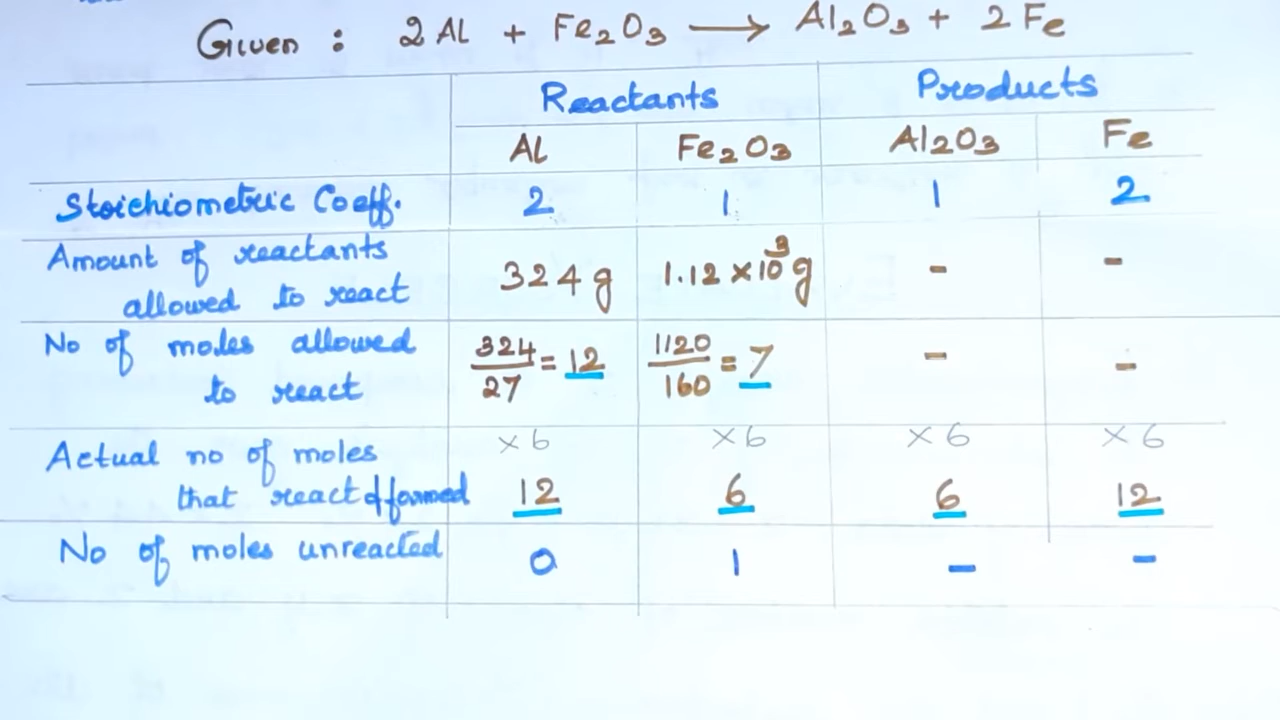 Given : 2Al + Fe₂O₃ ⟶ Al₂O₃ + 2Fe
Reactants Products
Al Fe₂O₃ Al₂O₃ Fe
Stoichiometric Coeff. 2 1 1 2
Amount of reactants
allowed to react 324g 1.12×10³g - -
No of moles allowed
to react 324/27 = 12 1120/160 = 7 - -
×6 ×6 ×6 ×6
Actual no of moles
that react & formed 12 6 6 12
No of moles unreacted 0 1 - -